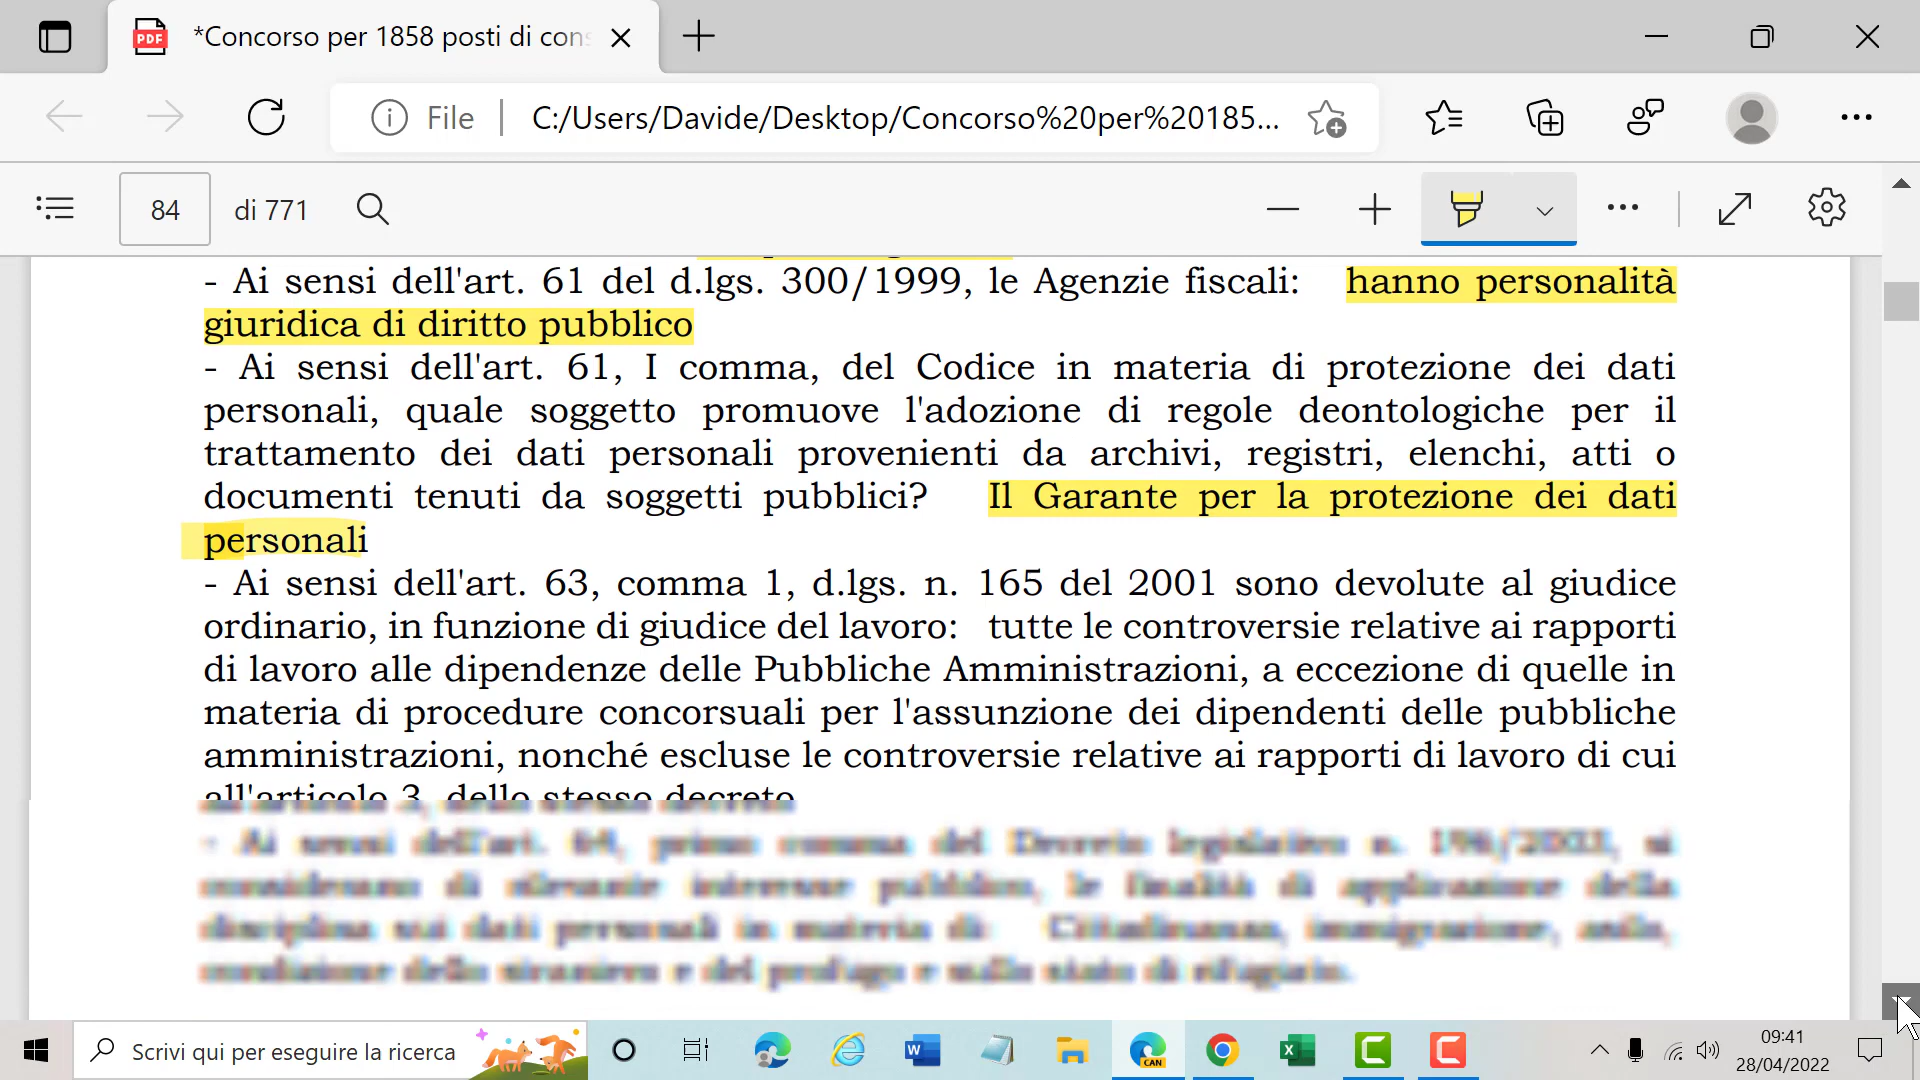 *Concorso per 1858 posti di con
File
C:/Users/Davide/Desktop/Concorso%20per%20185...
84 di 771
- Ai sensi dell'art. 61 del d.lgs. 300/1999, le Agenzie fiscali: hanno personalità
giuridica di diritto pubblico
- Ai sensi dell'art. 61, I comma, del Codice in materia di protezione dei dati
personali, quale soggetto promuove l'adozione di regole deontologiche per il
trattamento dei dati personali provenienti da archivi, registri, elenchi, atti o
documenti tenuti da soggetti pubblici? Il Garante per la protezione dei dati
personali
- Ai sensi dell'art. 63, comma 1, d.lgs. n. 165 del 2001 sono devolute al giudice
ordinario, in funzione di giudice del lavoro: tutte le controversie relative ai rapporti
di lavoro alle dipendenze delle Pubbliche Amministrazioni, a eccezione di quelle in
materia di procedure concorsuali per l'assunzione dei dipendenti delle pubbliche
amministrazioni, nonché escluse le controversie relative ai rapporti di lavoro di cui
all'articolo 3, dello stesso decreto
Scrivi qui per eseguire la ricerca
CAN
09:41
28/04/2022